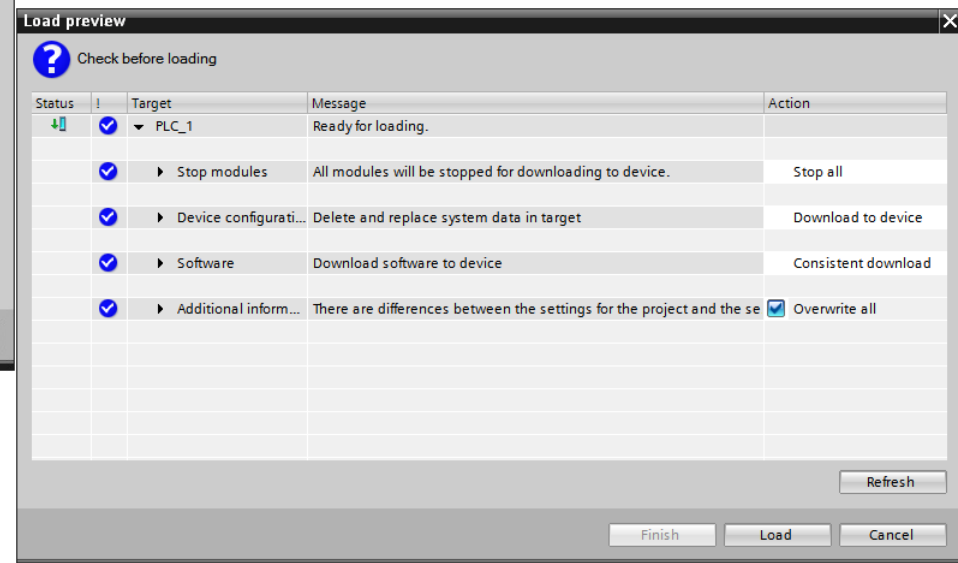 Load preview
Check before loading
Status ! Target Message Action
PLC_1 Ready for loading.
Stop modules All modules will be stopped for downloading to device. Stop all
Device configurati... Delete and replace system data in target Download to device
Software Download software to device Consistent download
Additional inform... There are differences between the settings for the project and the se Overwrite all
Refresh
Finish Load Cancel